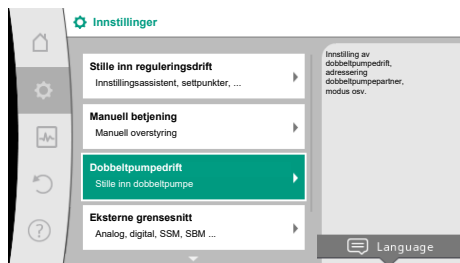 Innstillinger
Stille inn reguleringsdrift
Innstillingsassistent, settpunkter, ...
Manuell betjening
Manuell overstyring
Dobbeltpumpedrift
Stille inn dobbeltpumpe
Eksterne grensesnitt
Analog, digital, SSM, SBM ...
Innstilling av
dobbeltpumpedrift,
adressering
dobbeltpumpepartner,
modus osv.
Language